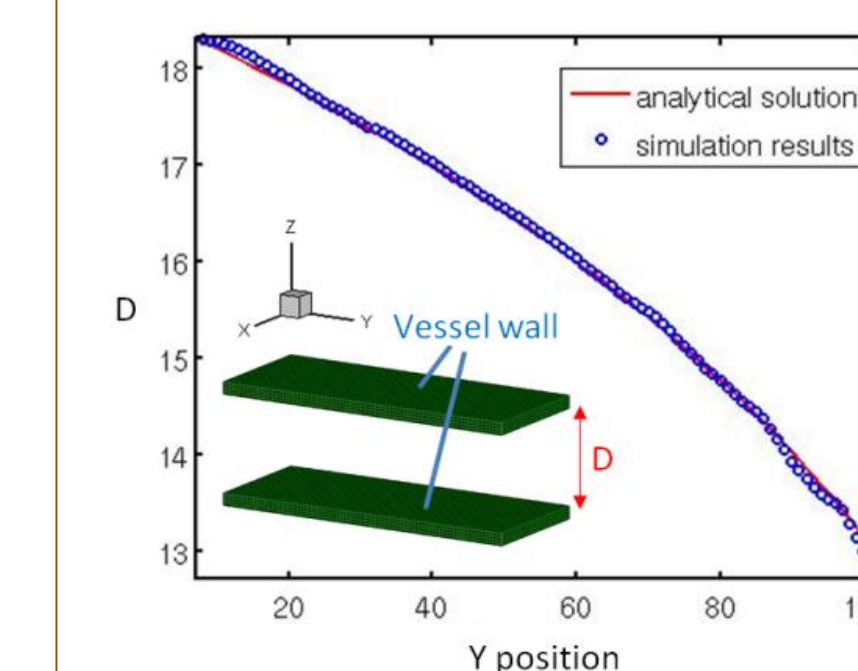 18
analytical solution
simulation results
17
16
Z
X
Y
D
Vessel wall
15
14
D
13
20
40
60
80
Y position